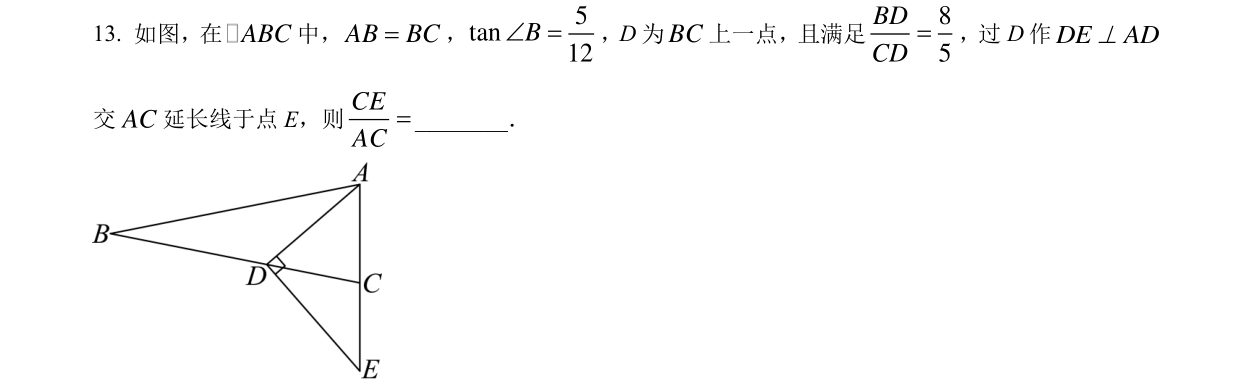 13. 如图，在□ABC 中，AB = BC，tan∠B = 5/12，D 为 BC 上一点，且满足 BD/CD = 8/5，过 D 作 DE ⊥ AD
交 AC 延长线于点 E，则 CE/AC = ________.
A
B
D
C
E